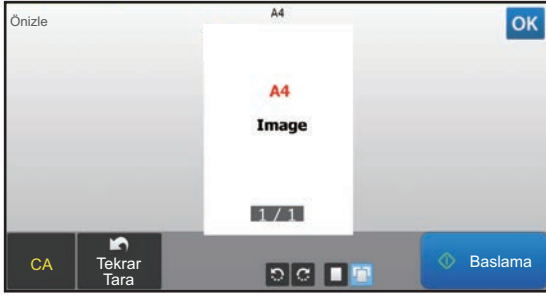 Önizle
A4
OK
A4
Image
1 / 1
CA
Tekrar
Tara
Baslama